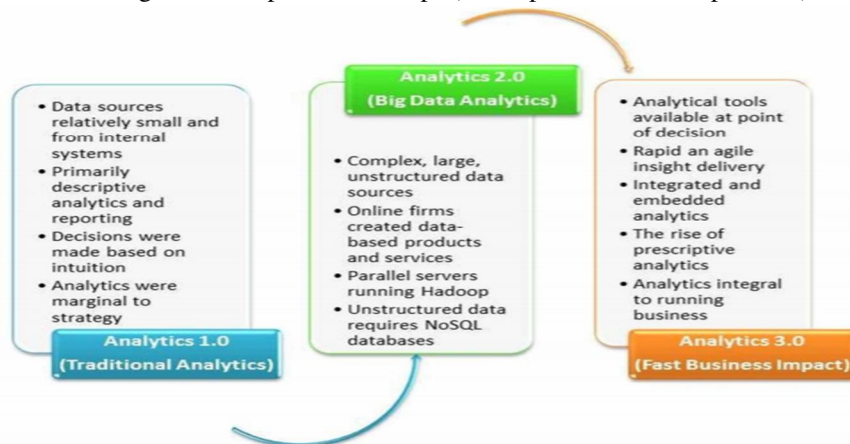 • Data sources
relatively small and
from internal
systems
• Primarily
descriptive
analytics and
reporting
• Decisions were
made based on
intuition
• Analytics were
marginal to
strategy
Analytics 1.0
(Traditional Analytics)
Analytics 2.0
(Big Data Analytics)
• Complex, large,
unstructured data
sources
• Online firms
created data-
based products
and services
• Parallel servers
running Hadoop
• Unstructured data
requires NoSQL
databases
• Analytical tools
available at point
of decision
• Rapid an agile
insight delivery
• Integrated and
embedded
analytics
• The rise of
prescriptive
analytics
• Analytics integral
to running
business
Analytics 3.0
(Fast Business Impact)